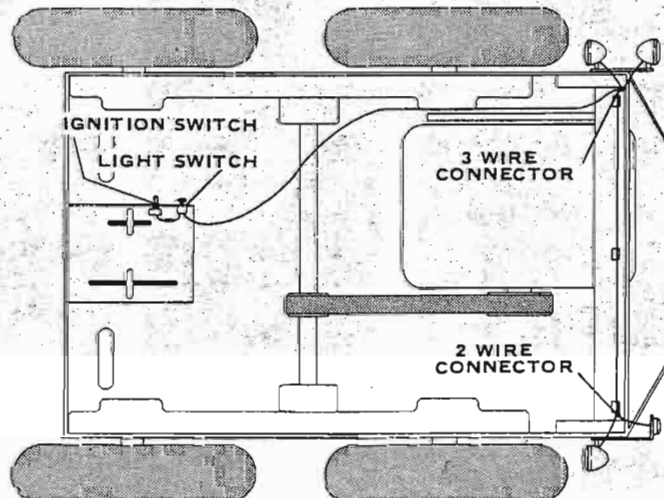 IGNITION SWITCH
LIGHT SWITCH
3 WIRE
CONNECTOR
2 WIRE
CONNECTOR